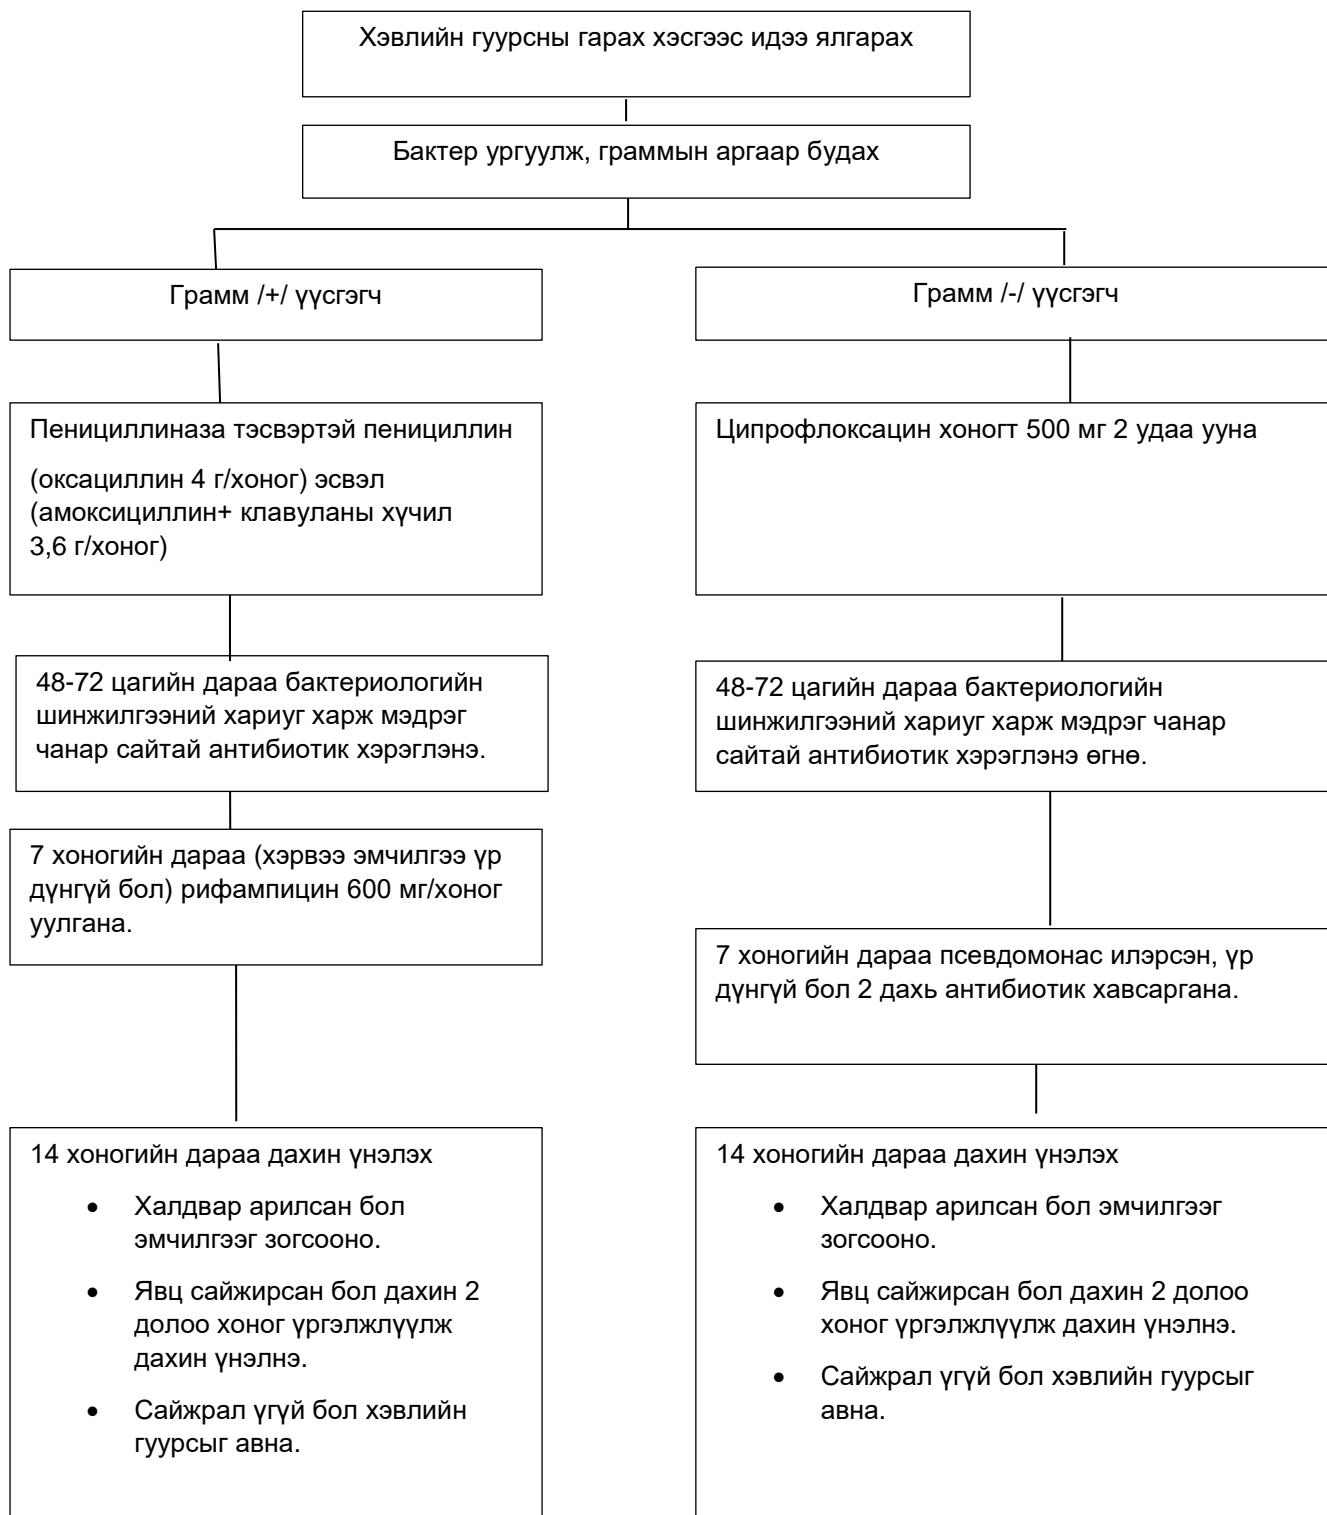 Хэвлийн гуурсны гарах хэсгээс идээ ялгарах
Бактер ургуулж, граммын аргаар будах
Грамм /+/ үүсгэгч
Грамм /-/ үүсгэгч
Пенициллиназа тэсвэртэй пенициллин
(оксациллин 4 г/хоног) эсвэл
(амоксициллин+ клавуланы хүчил
3,6 г/хоног)
Ципрофлоксацин хоногт 500 мг 2 удаа ууна
48-72 цагийн дараа бактериологийн
шинжилгээний хариуг харж мэдрэг
чанар сайтай антибиотик хэрэглэнэ.
48-72 цагийн дараа бактериологийн
шинжилгээний хариуг харж мэдрэг чанар
сайтай антибиотик хэрэглэнэ өгнө.
7 хоногийн дараа (хэрвээ эмчилгээ үр
дүнгүй бол) рифампицин 600 мг/хоног
уулгана.
7 хоногийн дараа псевдомонас илэрсэн, үр
дүнгүй бол 2 дахь антибиотик хавсаргана.
14 хоногийн дараа дахин үнэлэх
• Халдвар арилсан бол
эмчилгээг зогсооно.
• Явц сайжирсан бол дахин 2
долоо хоног үргэлжлүүлж
дахин үнэлнэ.
• Сайжрал үгүй бол хэвлийн
гуурсыг авна.
14 хоногийн дараа дахин үнэлэх
• Халдвар арилсан бол эмчилгээг
зогсооно.
• Явц сайжирсан бол дахин 2 долоо
хоног үргэлжлүүлж дахин үнэлнэ.
• Сайжрал үгүй бол хэвлийн гуурсыг
авна.